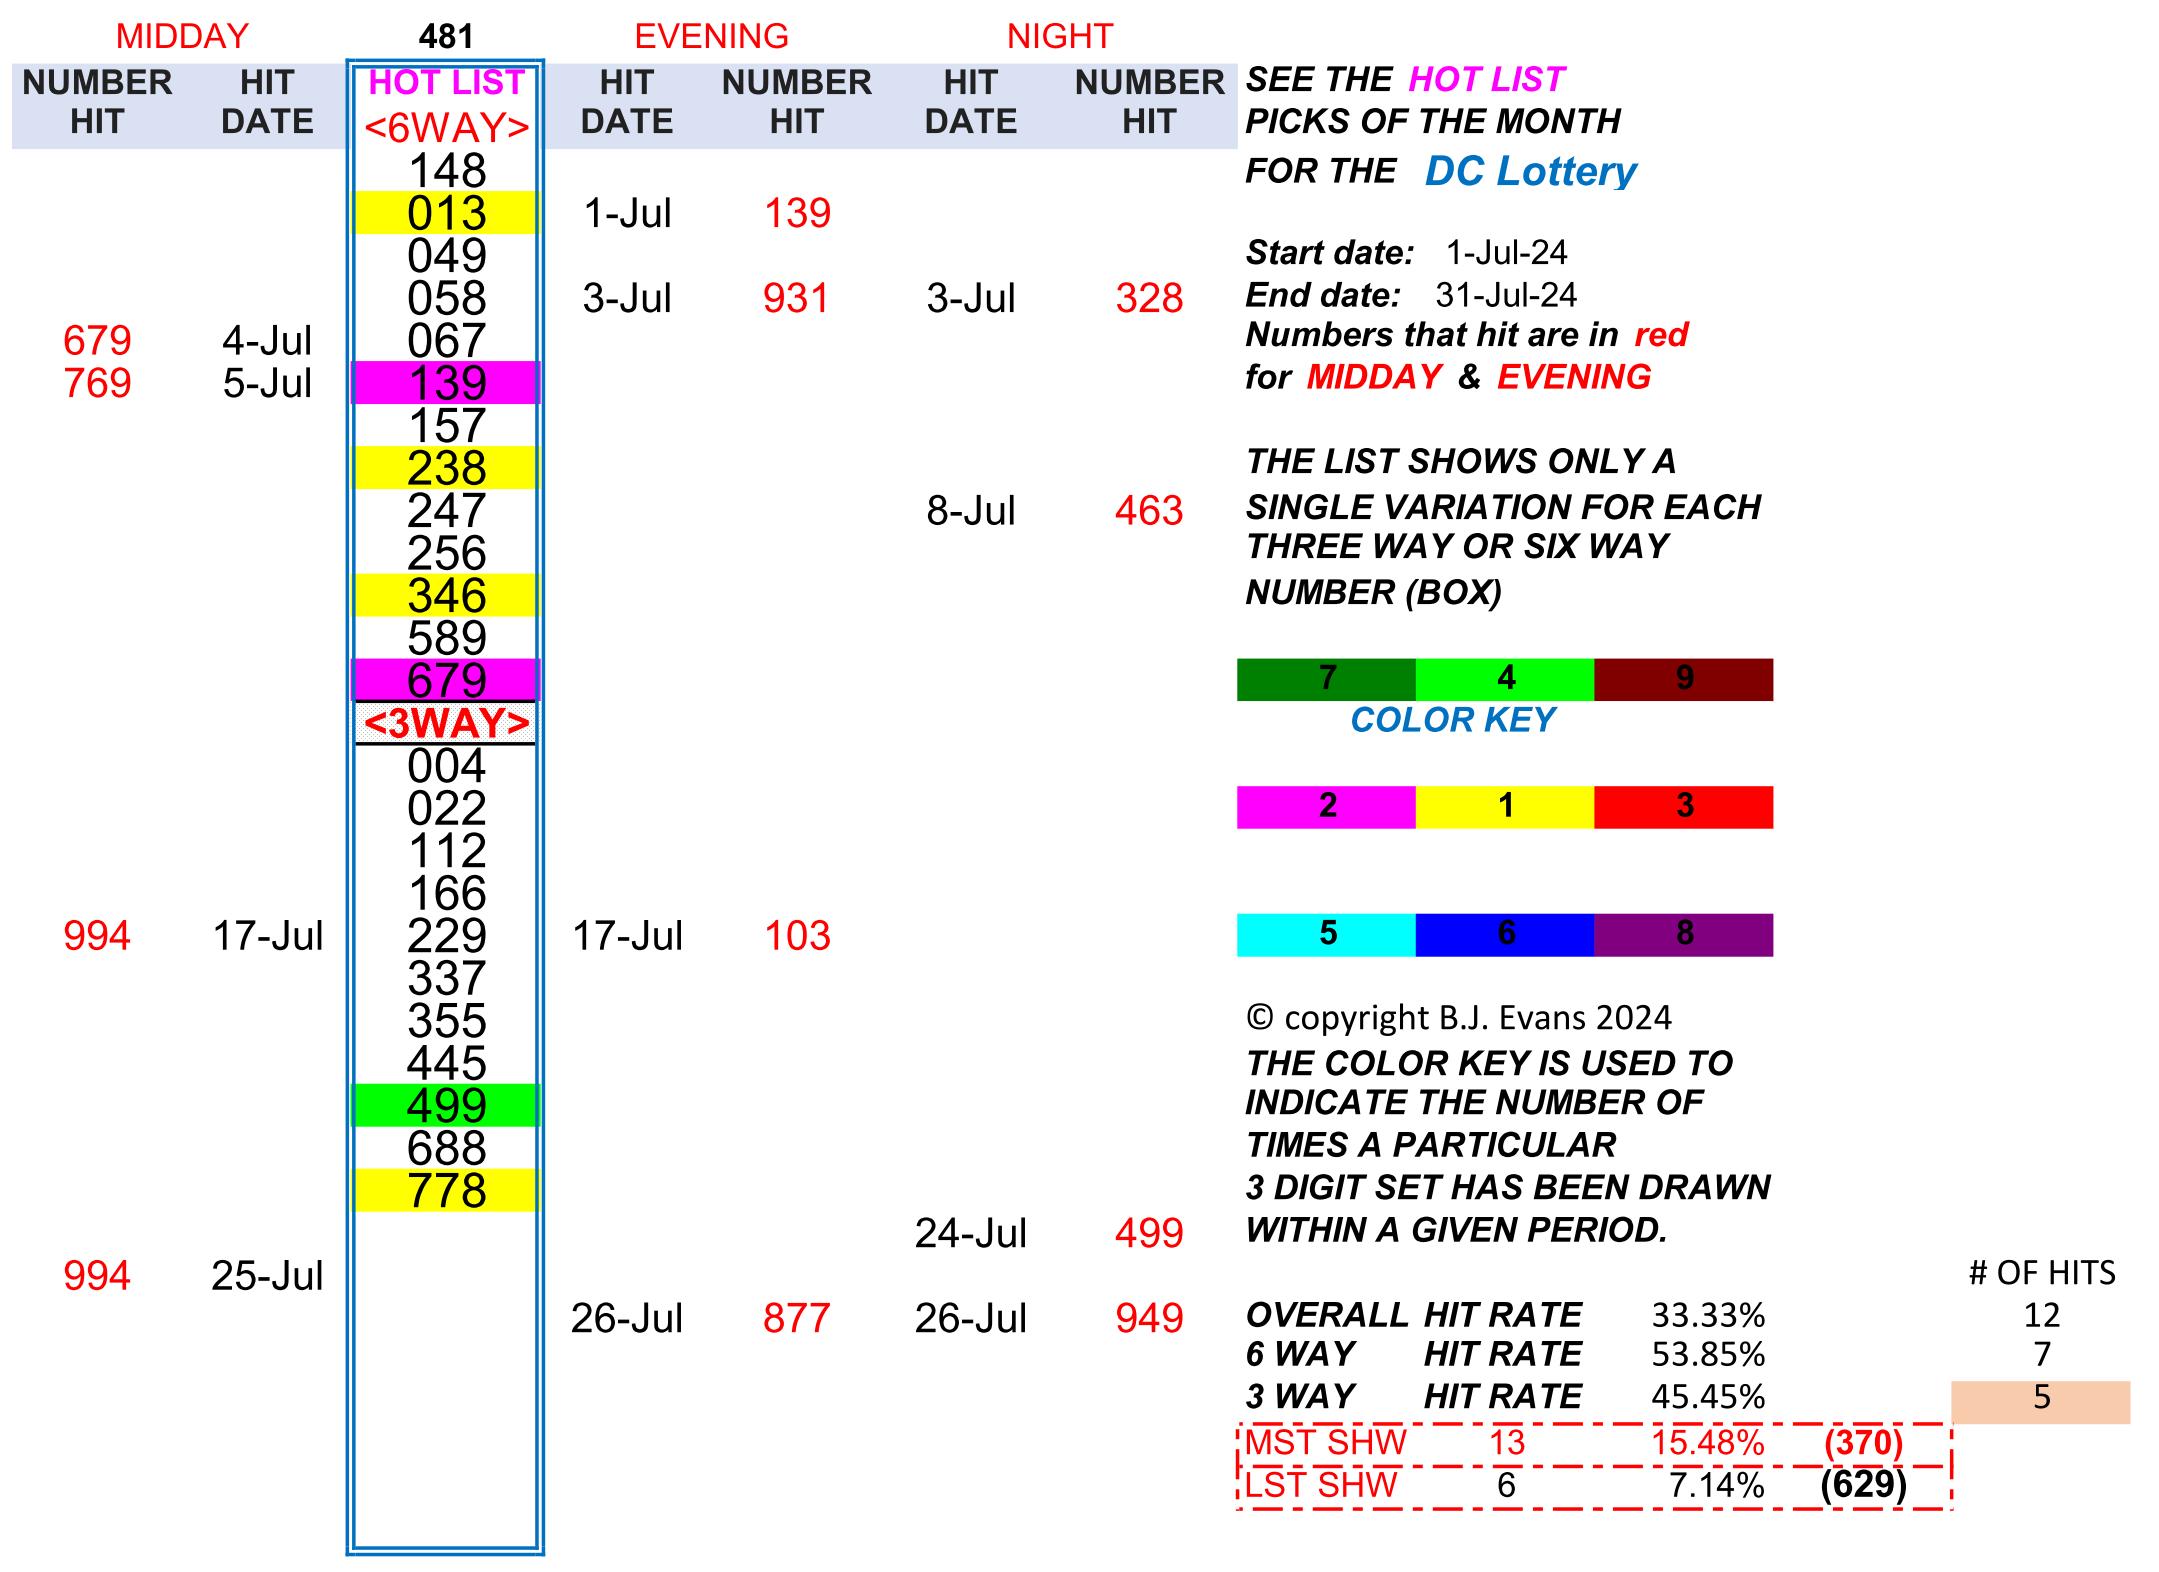 MIDDAY 481 EVENING NIGHT
NUMBER HIT HOT LIST HIT NUMBER HIT NUMBER SEE THE HOT LIST
HIT DATE <6WAY> DATE HIT DATE HIT PICKS OF THE MONTH
148 FOR THE DC Lottery
013 1-Jul 139
049 Start date: 1-Jul-24
058 3-Jul 931 3-Jul 328 End date: 31-Jul-24
679 4-Jul 067 Numbers that hit are in red
769 5-Jul 139 for MIDDAY & EVENING
157
238 THE LIST SHOWS ONLY A
247 8-Jul 463 SINGLE VARIATION FOR EACH
256 THREE WAY OR SIX WAY
346 NUMBER (BOX)
589
679 7 4 9
<3WAY> COLOR KEY
004
022 2 1 3
112
166
994 17-Jul 229 17-Jul 103 5 6 8
337
355 © copyright B.J. Evans 2024
445 THE COLOR KEY IS USED TO
499 INDICATE THE NUMBER OF
688 TIMES A PARTICULAR
778 3 DIGIT SET HAS BEEN DRAWN
24-Jul 499 WITHIN A GIVEN PERIOD.
994 25-Jul # OF HITS
26-Jul 877 26-Jul 949 OVERALL HIT RATE 33.33% 12
6 WAY HIT RATE 53.85% 7
3 WAY HIT RATE 45.45% 5
MST SHW 13 15.48% (370)
LST SHW 6 7.14% (629)